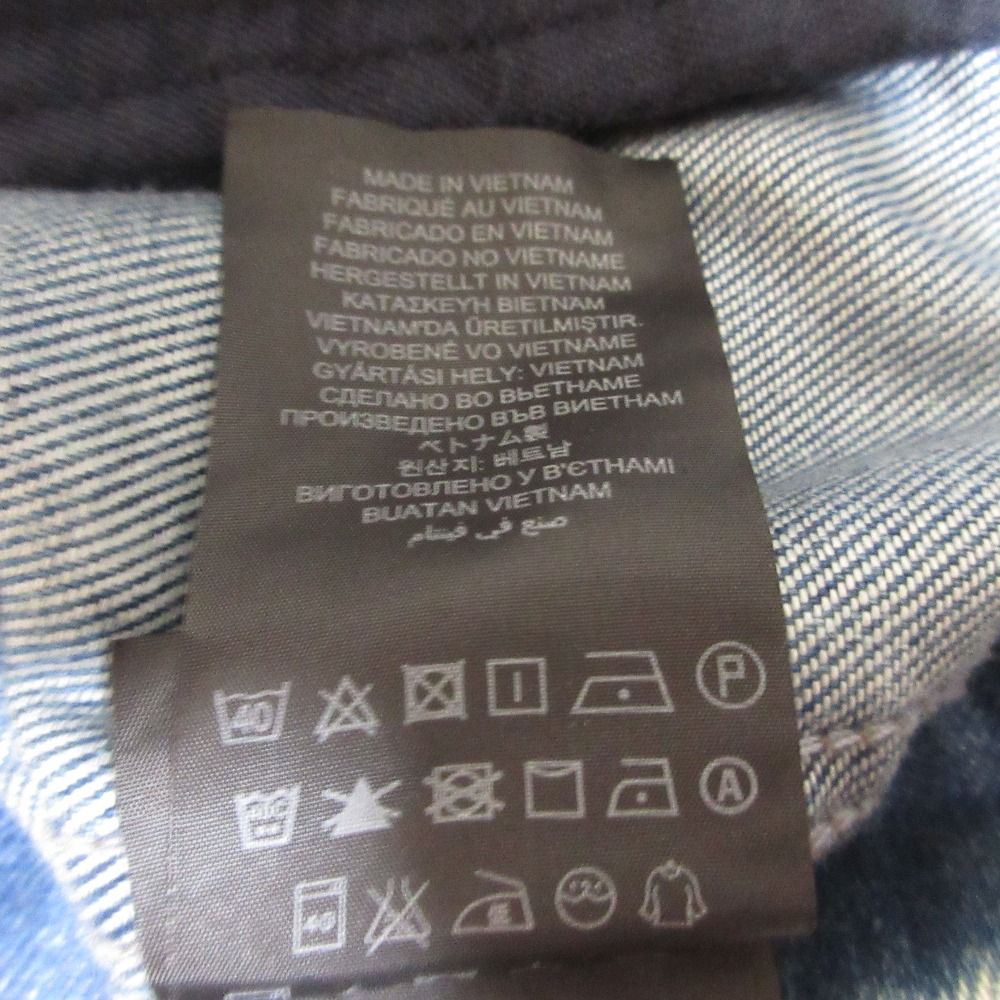 MADE IN VIETNAM
FABRIQUÉ AU VIETNAM
FABRICADO EN VIETNAM
FABRICADO NO VIETNAME
HERGESTELLT IN VIETNAM
ΚΑΤΑΣΚΕΥΗ ΒΙΕΤΝΑΜ
VIETNAM'DA ÜRETILMIŞTIR.
VYROBENÉ VO VIETNAME
GYÁRTÁSI HELY: VIETNAM
СДЕЛАНО ВО ВЬЕТНАМЕ
ПРОИЗВЕДЕНО ВЪВ ВИЕТНАМ
ベトナム製
원산지: 베트남
ВИГОТОВЛЕНО У В'ЄТНАМІ
BUATAN VIETNAM
صنع في فيتنام
40 I P
A